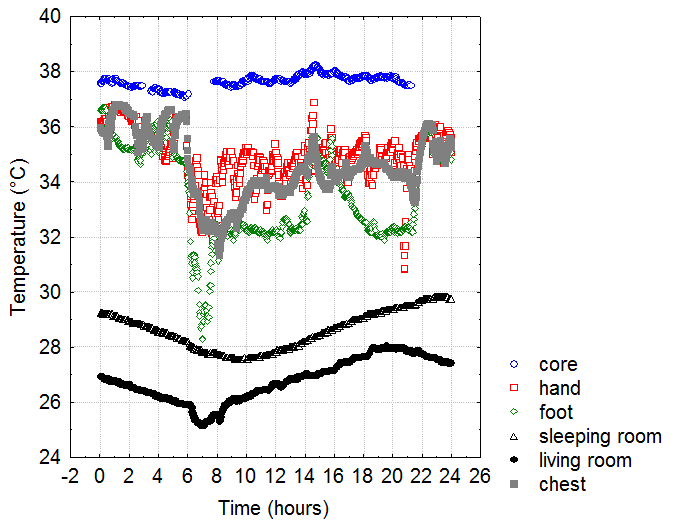 40
38
36
34
32
30
28
26
24
Temperature (°C)
-2 0 2 4 6 8 10 12 14 16 18 20 22 24 26
Time (hours)
core
hand
foot
sleeping room
living room
chest